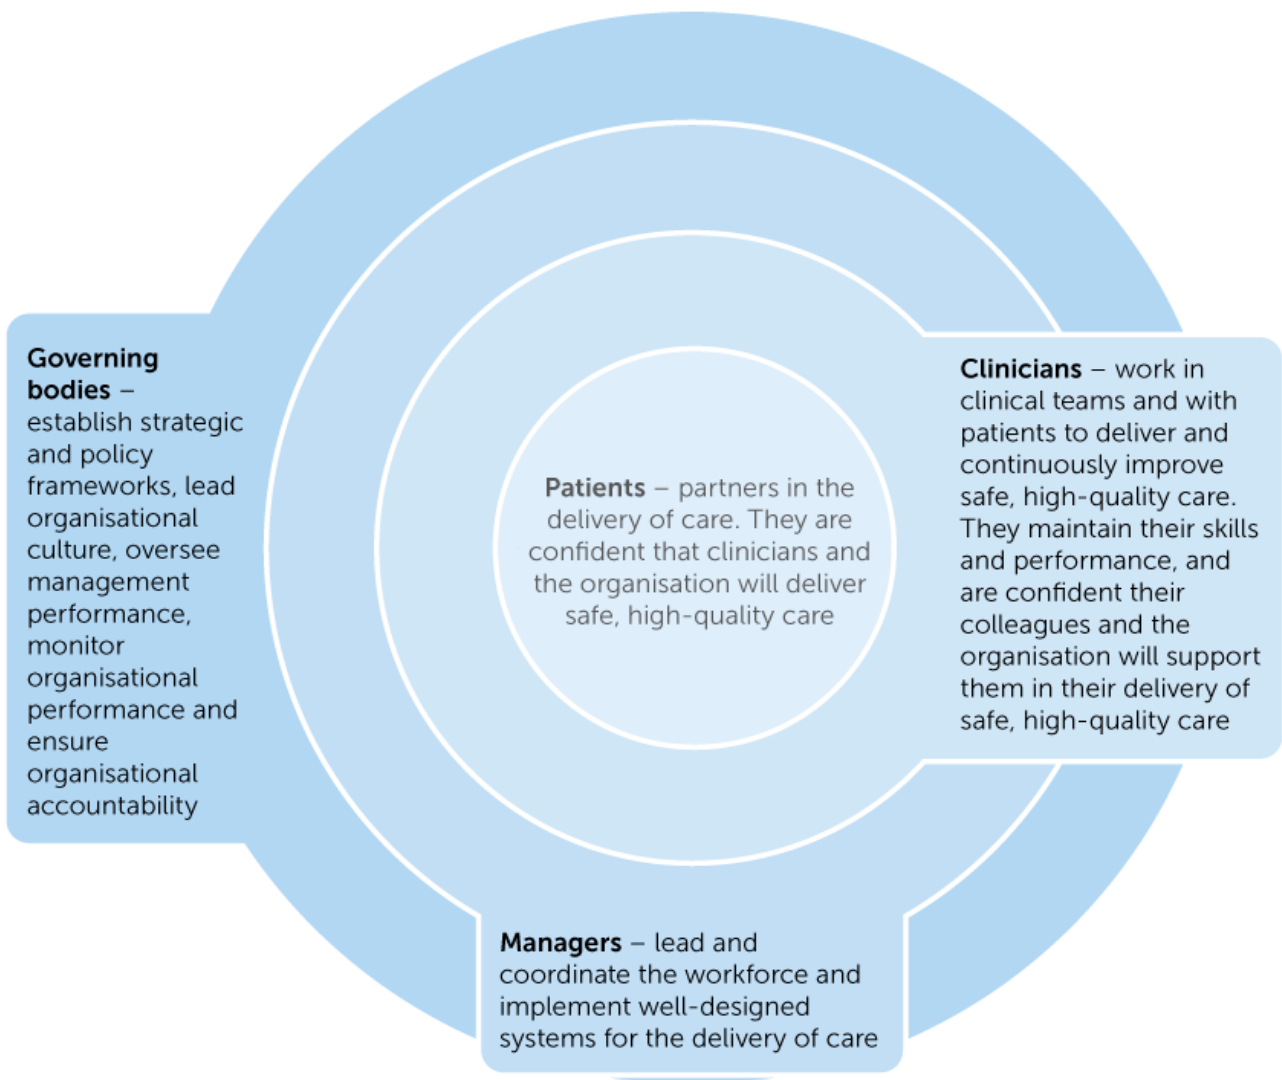 Governing
bodies –
establish strategic
and policy
frameworks, lead
organisational
culture, oversee
management
performance,
monitor
organisational
performance and
ensure
organisational
accountability
Patients – partners in the
delivery of care. They are
confident that clinicians and
the organisation will deliver
safe, high-quality care
Clinicians – work in
clinical teams and with
patients to deliver and
continuously improve
safe, high-quality care.
They maintain their skills
and performance, and
are confident their
colleagues and the
organisation will support
them in their delivery of
safe, high-quality care
Managers – lead and
coordinate the workforce and
implement well-designed
systems for the delivery of care